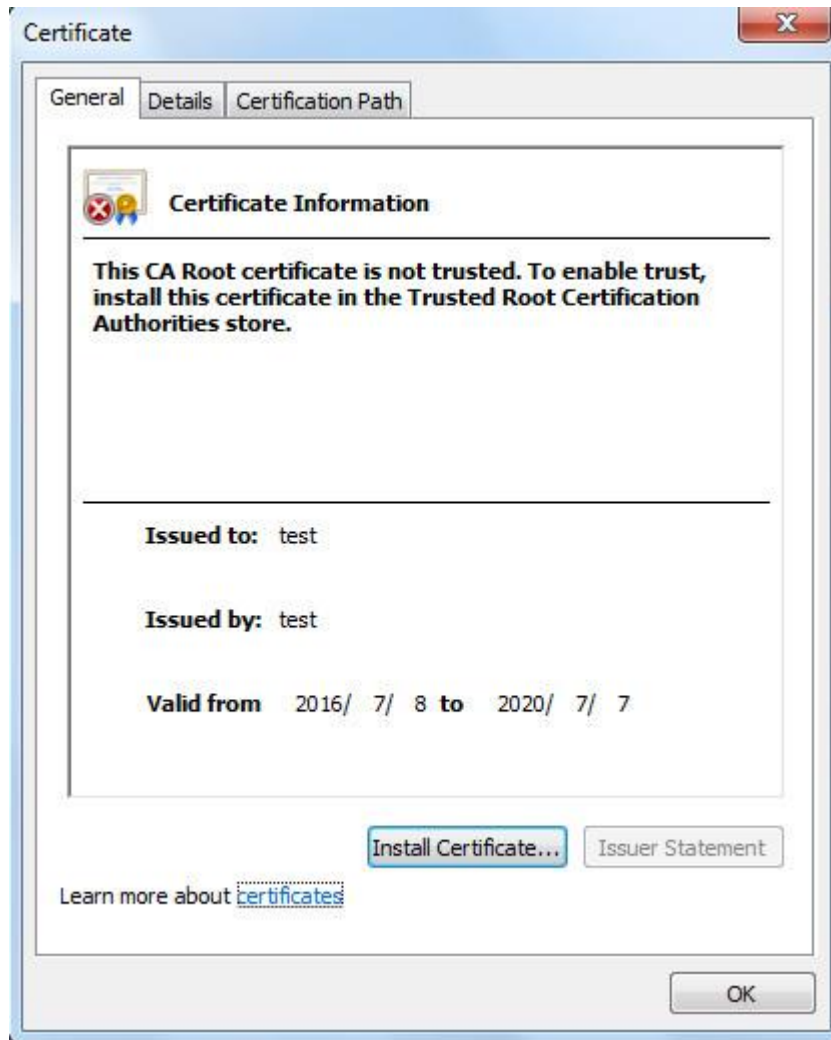 Certificate
General Details Certification Path
Certificate Information
This CA Root certificate is not trusted. To enable trust,
install this certificate in the Trusted Root Certification
Authorities store.
Issued to: test
Issued by: test
Valid from 2016/ 7/ 8 to 2020/ 7/ 7
Install Certificate... Issuer Statement
Learn more about certificates
OK